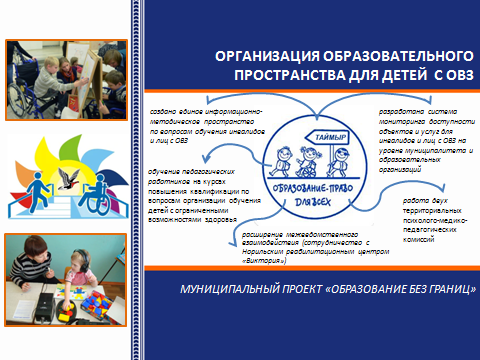 ОРГАНИЗАЦИЯ ОБРАЗОВАТЕЛЬНОГО
ПРОСТРАНСТВА ДЛЯ ДЕТЕЙ С ОВЗ
создано единое информационно-
методическое пространство
по вопросам обучения инвалидов
и лиц с ОВЗ
обучение педагогических
работников на курсах
повышения квалификации по
вопросам организации обучения
детей с ограниченными
возможностями здоровья
ТАЙМЫР
ОБРАЗОВАНИЕ-ПРАВО
ДЛЯ ВСЕХ
разработана система
мониторинга доступности
объектов и услуг для
инвалидов и лиц с ОВЗ на
уровне муниципалитета и
образовательных
организаций
работа двух
территориальных
психолого-медико-
педагогических
комиссий
расширение межведомственного
взаимодействия (сотрудничество с
Норильским реабилитационным центром
«Виктория»)
МУНИЦИПАЛЬНЫЙ ПРОЕКТ «ОБРАЗОВАНИЕ БЕЗ ГРАНИЦ»